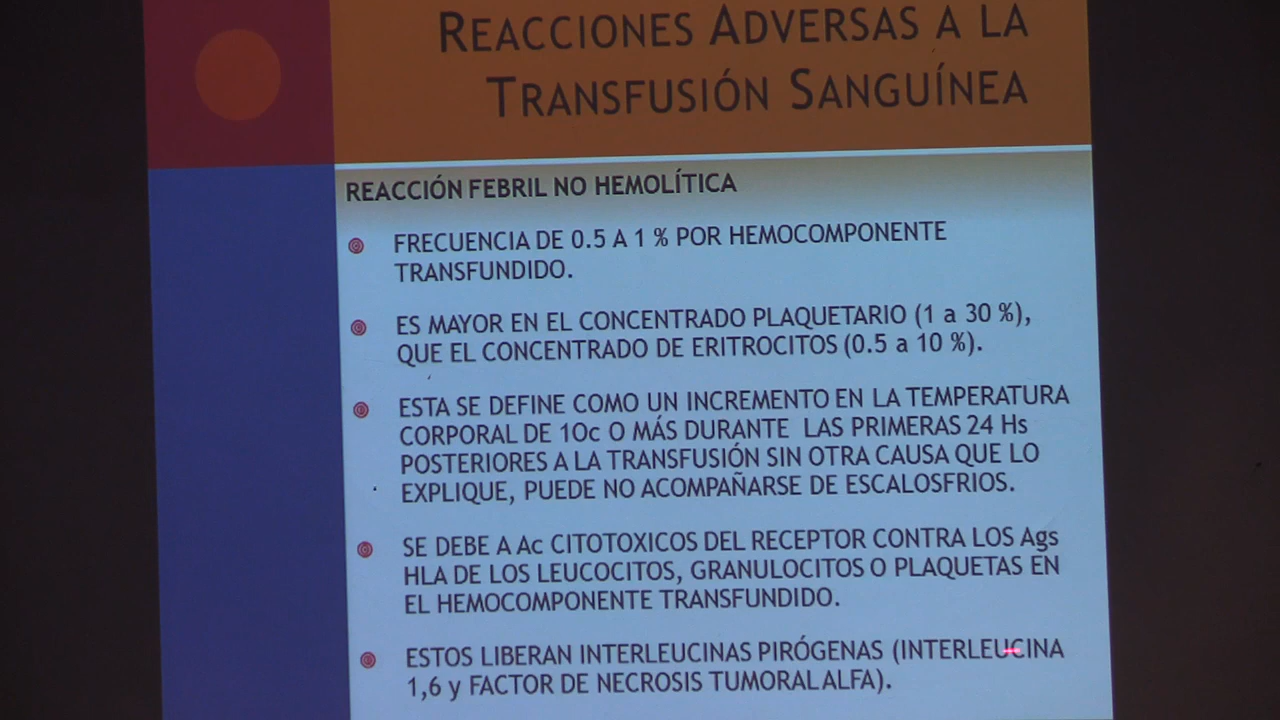 REACCIONES ADVERSAS A LA
TRANSFUSIÓN SANGUÍNEA
REACCIÓN FEBRIL NO HEMOLÍTICA
FRECUENCIA DE 0.5 A 1 % POR HEMOCOMPONENTE
TRANSFUNDIDO.
ES MAYOR EN EL CONCENTRADO PLAQUETARIO (1 a 30 %),
QUE EL CONCENTRADO DE ERITROCITOS (0.5 a 10 %).
ESTA SE DEFINE COMO UN INCREMENTO EN LA TEMPERATURA
CORPORAL DE 1Oc O MÁS DURANTE LAS PRIMERAS 24 Hs
POSTERIORES A LA TRANSFUSIÓN SIN OTRA CAUSA QUE LO
EXPLIQUE, PUEDE NO ACOMPAÑARSE DE ESCALOSFRIOS.
SE DEBE A Ac CITOTOXICOS DEL RECEPTOR CONTRA LOS Ags
HLA DE LOS LEUCOCITOS, GRANULOCITOS O PLAQUETAS EN
EL HEMOCOMPONENTE TRANSFUNDIDO.
ESTOS LIBERAN INTERLEUCINAS PIRÓGENAS (INTERLEUCINA
1,6 y FACTOR DE NECROSIS TUMORAL ALFA).